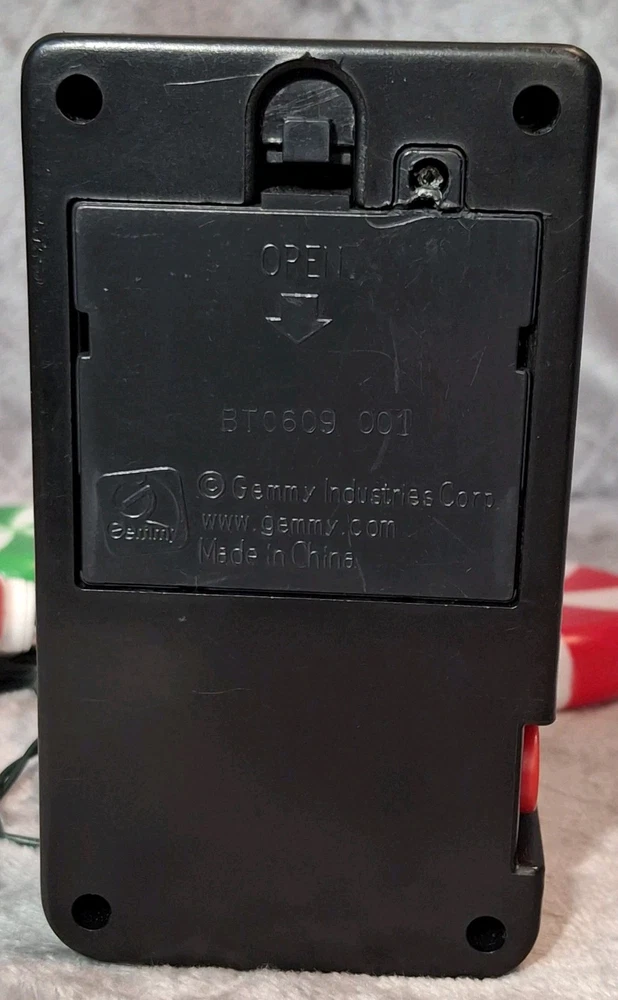 OPEN
BT0609 001
Gemmy
© Gemmy Industries Corp.
www.gemmy.com
Made in China